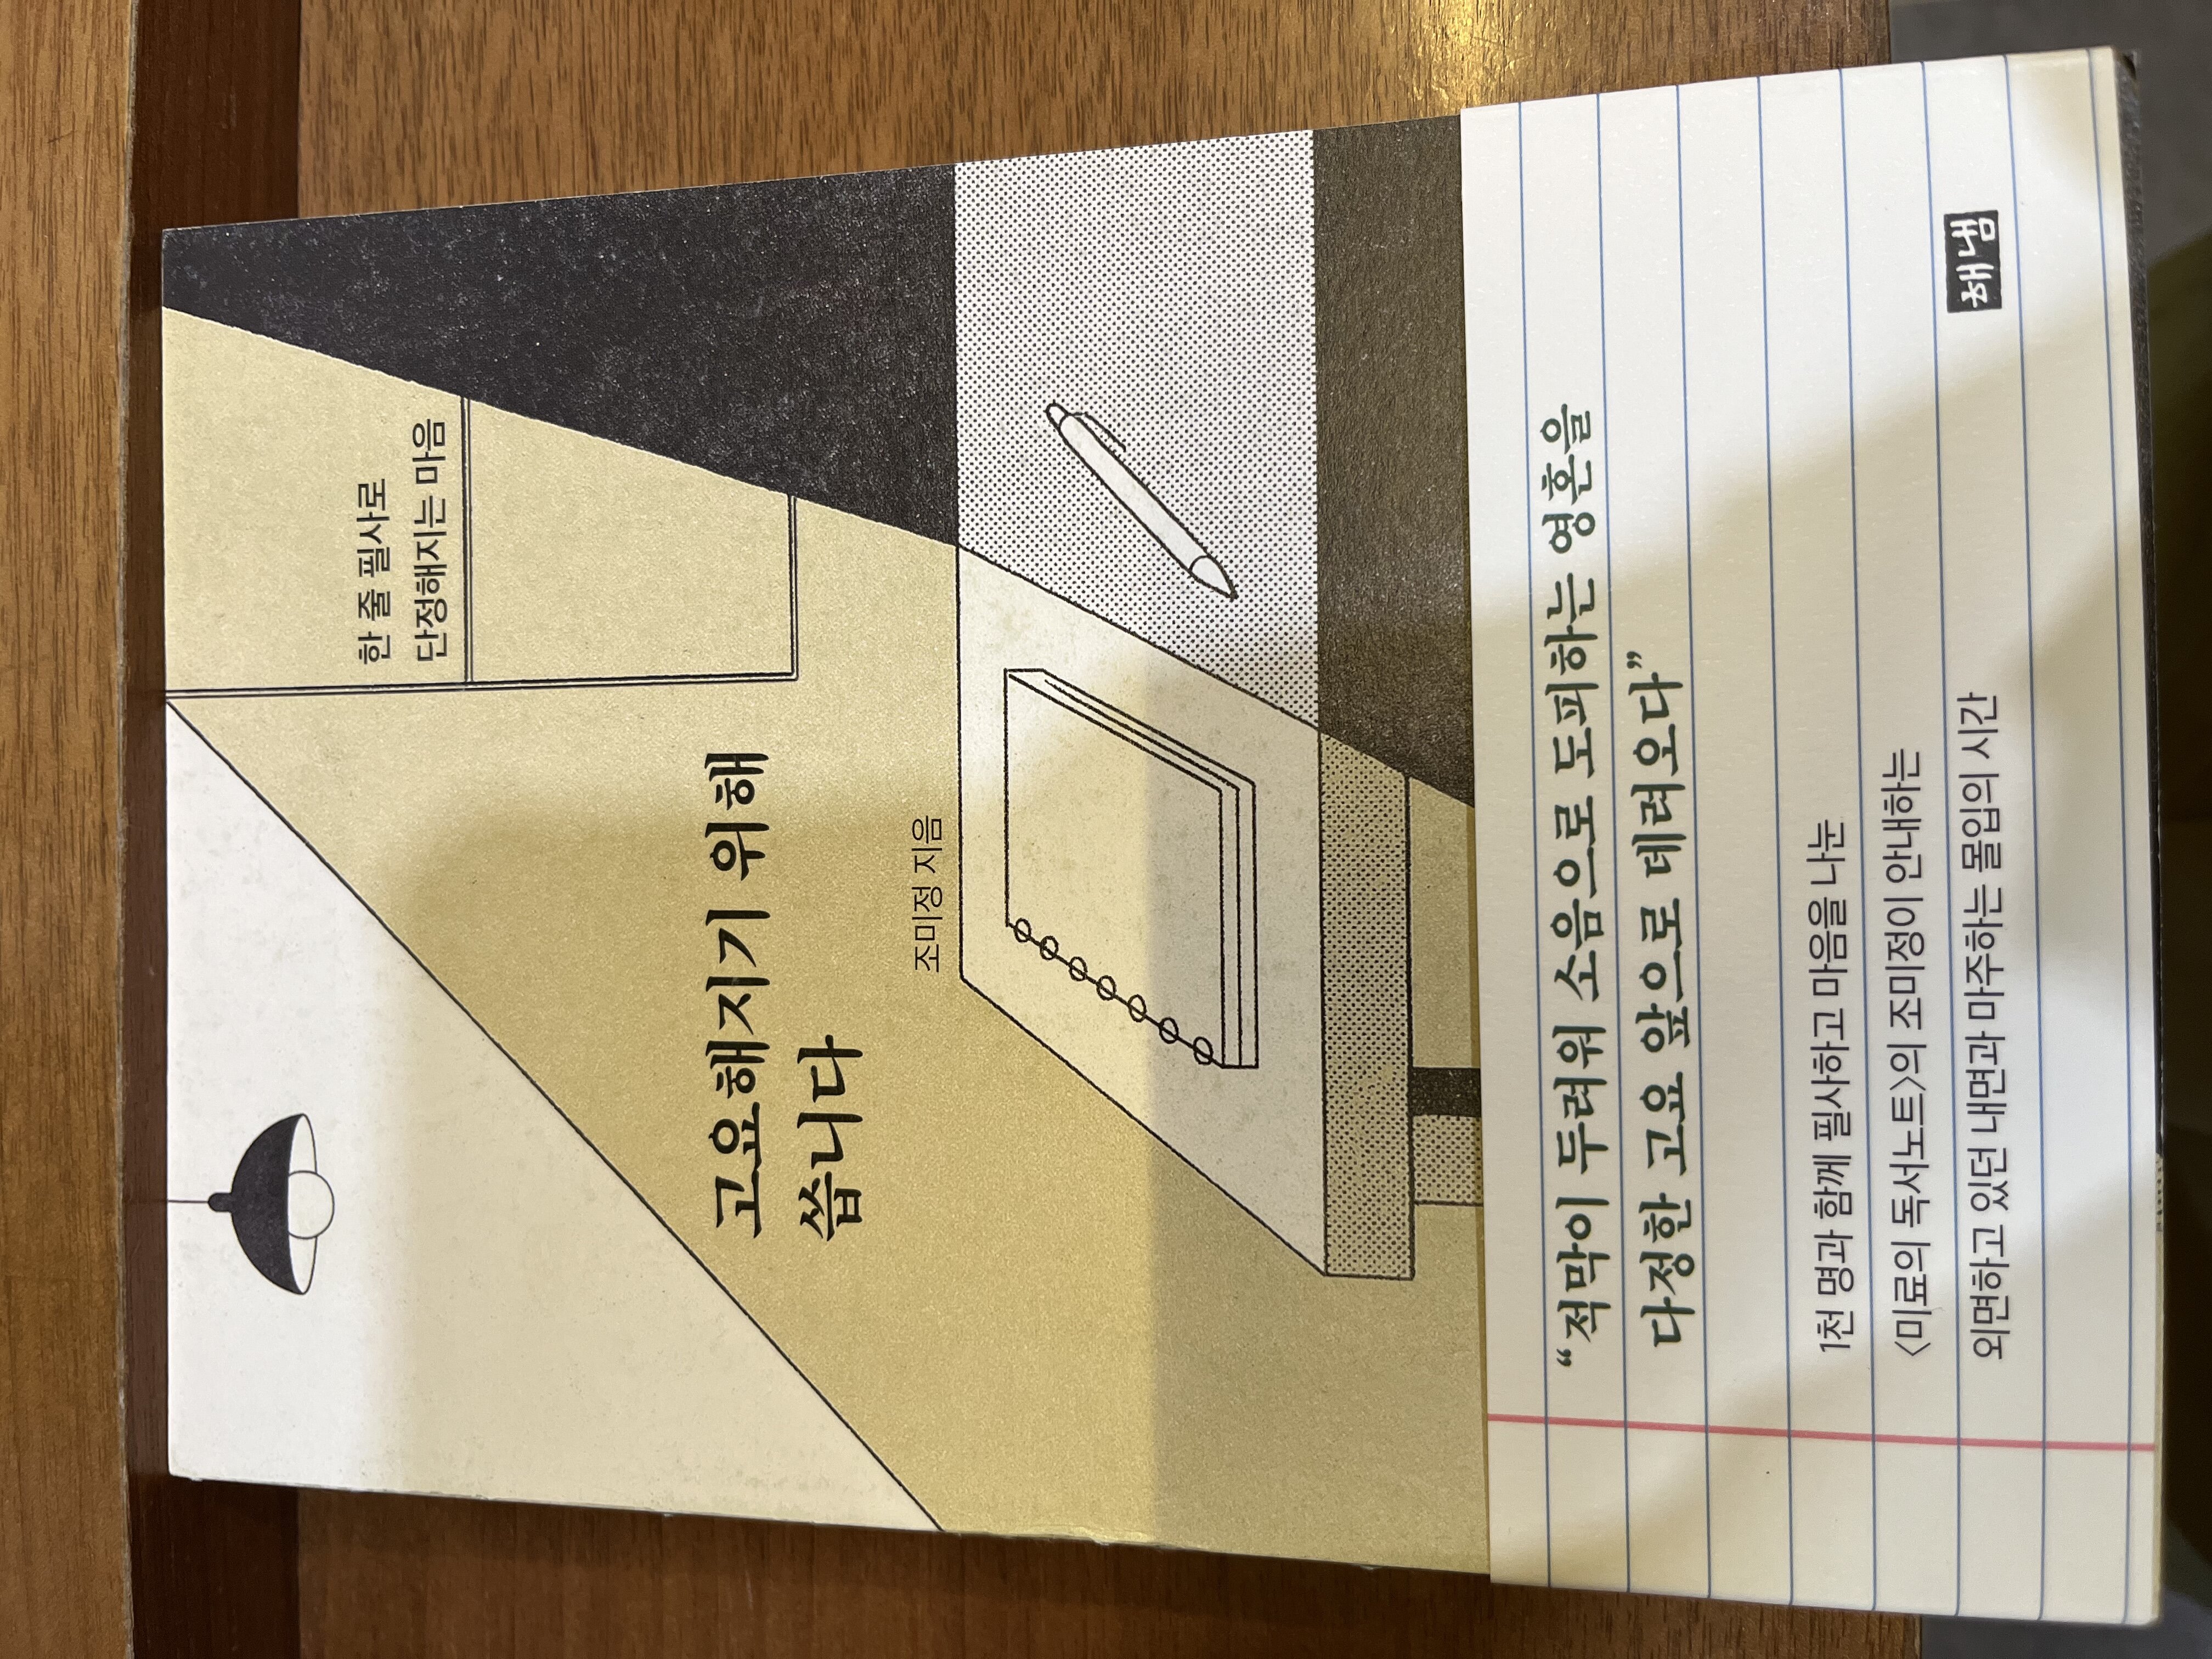 한 줄 필사로
단정해지는 마음
고요해지기 위해
씁니다
조미정 지음
“적막이 두려워 소음으로 도피하는 영혼을
다정한 고요 앞으로 데려오다”
1천 명과 함께 필사하고 마음을 나눈
〈미료의 독서노트〉의 조미정이 안내하는
외면하고 있던 내면과 마주하는 몰입의 시간
해냄